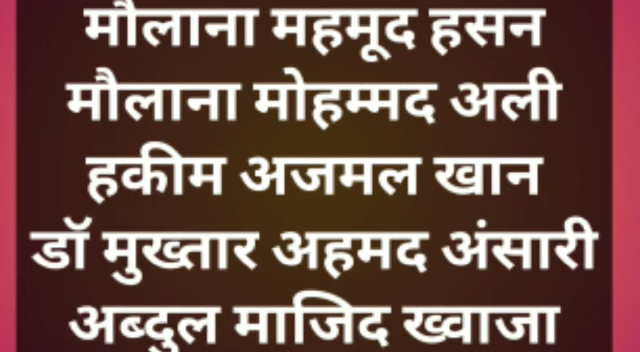 मौलाना महमूद हसन
मौलाना मोहम्मद अली
हकीम अजमल खान
डॉ मुख्तार अहमद अंसारी
अब्दुल माजिद ख्वाजा